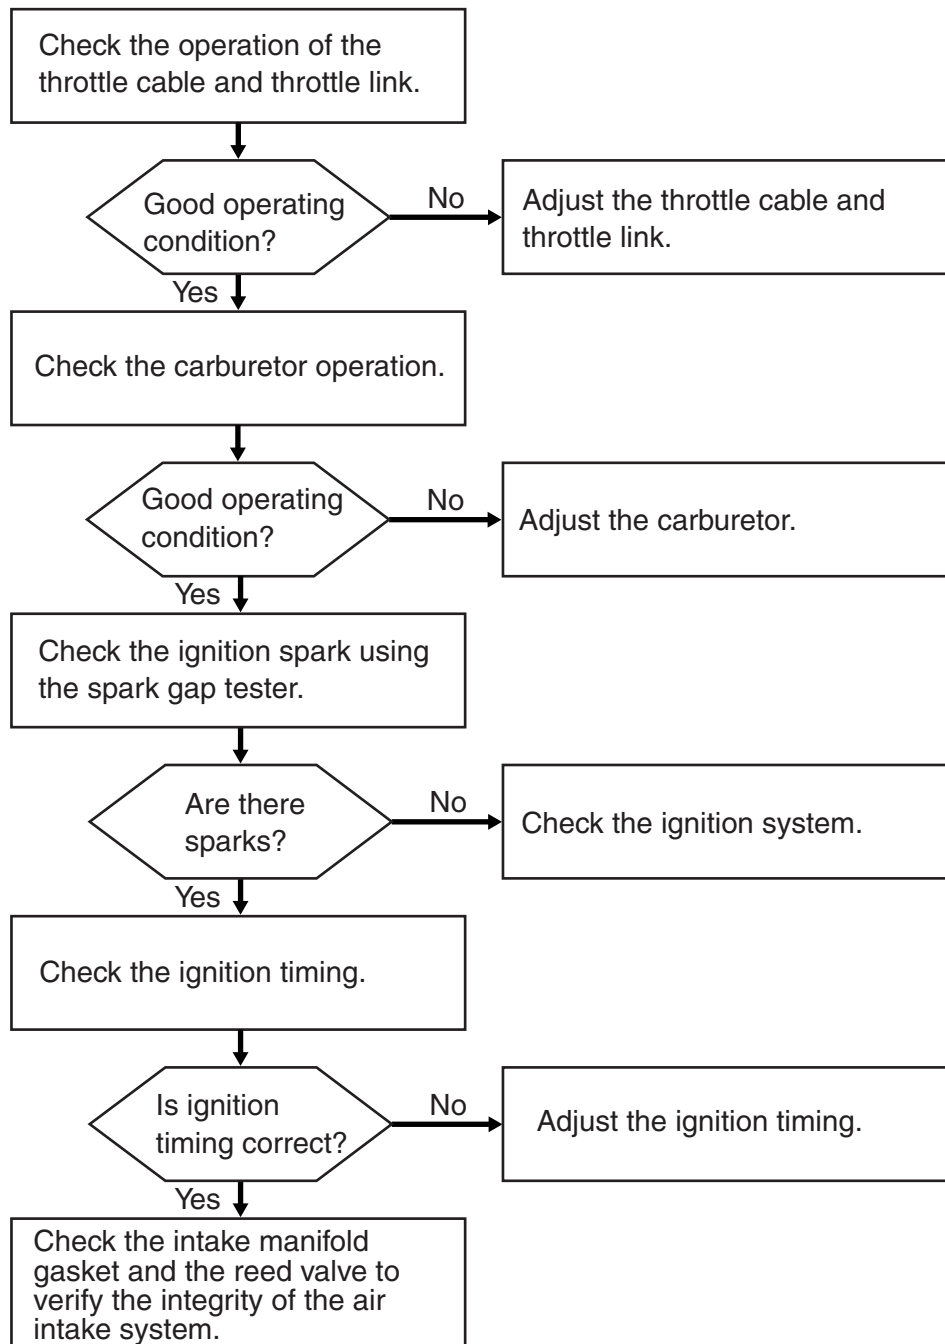 Check the operation of the
throttle cable and throttle link.
Good operating
condition?
No
Adjust the throttle cable and
throttle link.
Yes
Check the carburetor operation.
Good operating
condition?
No
Adjust the carburetor.
Yes
Check the ignition spark using
the spark gap tester.
Are there
sparks?
No
Check the ignition system.
Yes
Check the ignition timing.
Is ignition
timing correct?
No
Adjust the ignition timing.
Yes
Check the intake manifold
gasket and the reed valve to
verify the integrity of the air
intake system.